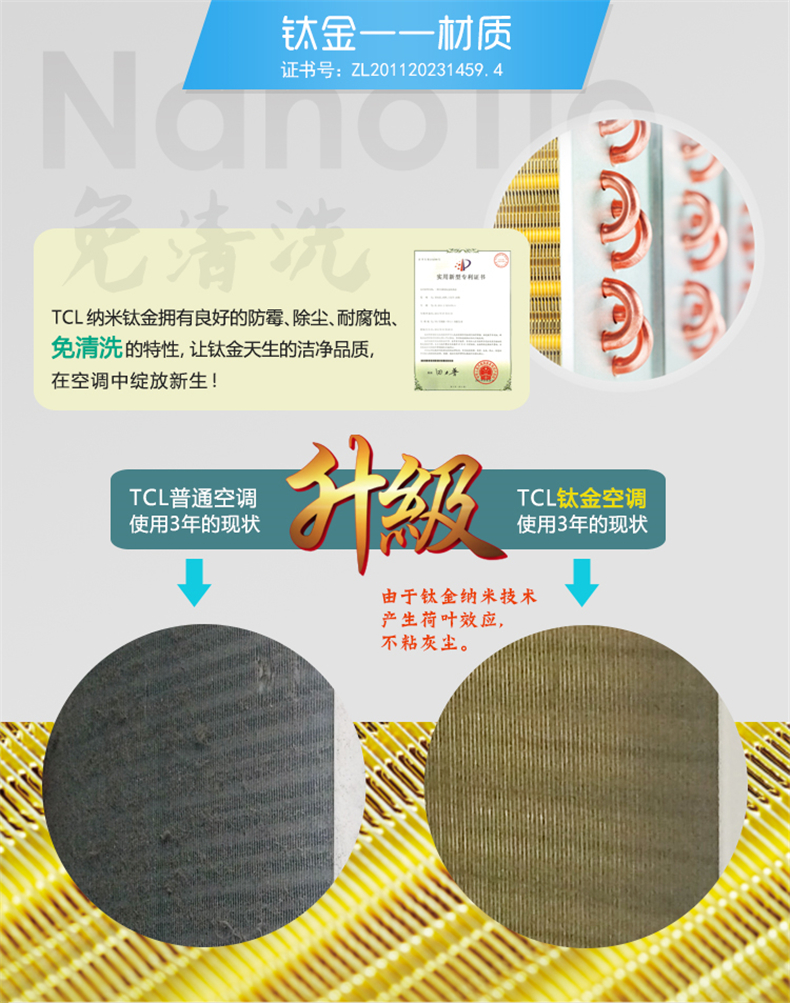 钛金——材质
证书号：ZL201120231459.4
免清洗
实用新型专利证书
TCL纳米钛金拥有良好的防霉、除尘、耐腐蚀、
免清洗的特性，让钛金天生的洁净品质，
在空调中绽放新生！
TCL普通空调
使用3年的现状
升級
TCL钛金空调
使用3年的现状
由于钛金纳米技术
产生荷叶效应，
不粘灰尘。